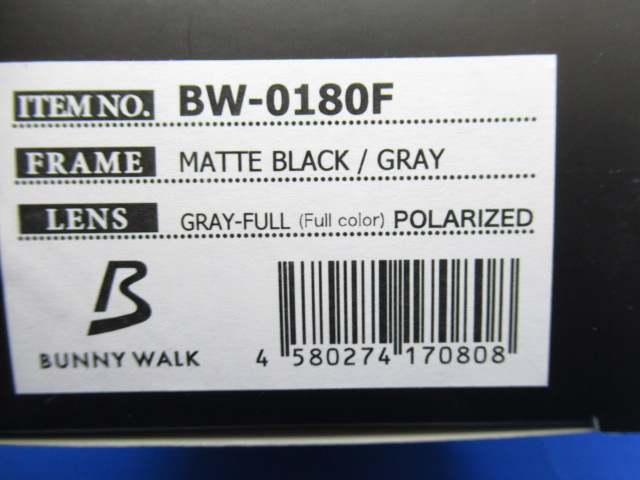 ITEM NO. BW-0180F
FRAME MATTE BLACK / GRAY
LENS GRAY-FULL (Full color) POLARIZED
B
BUNNY WALK
4 580274 170808